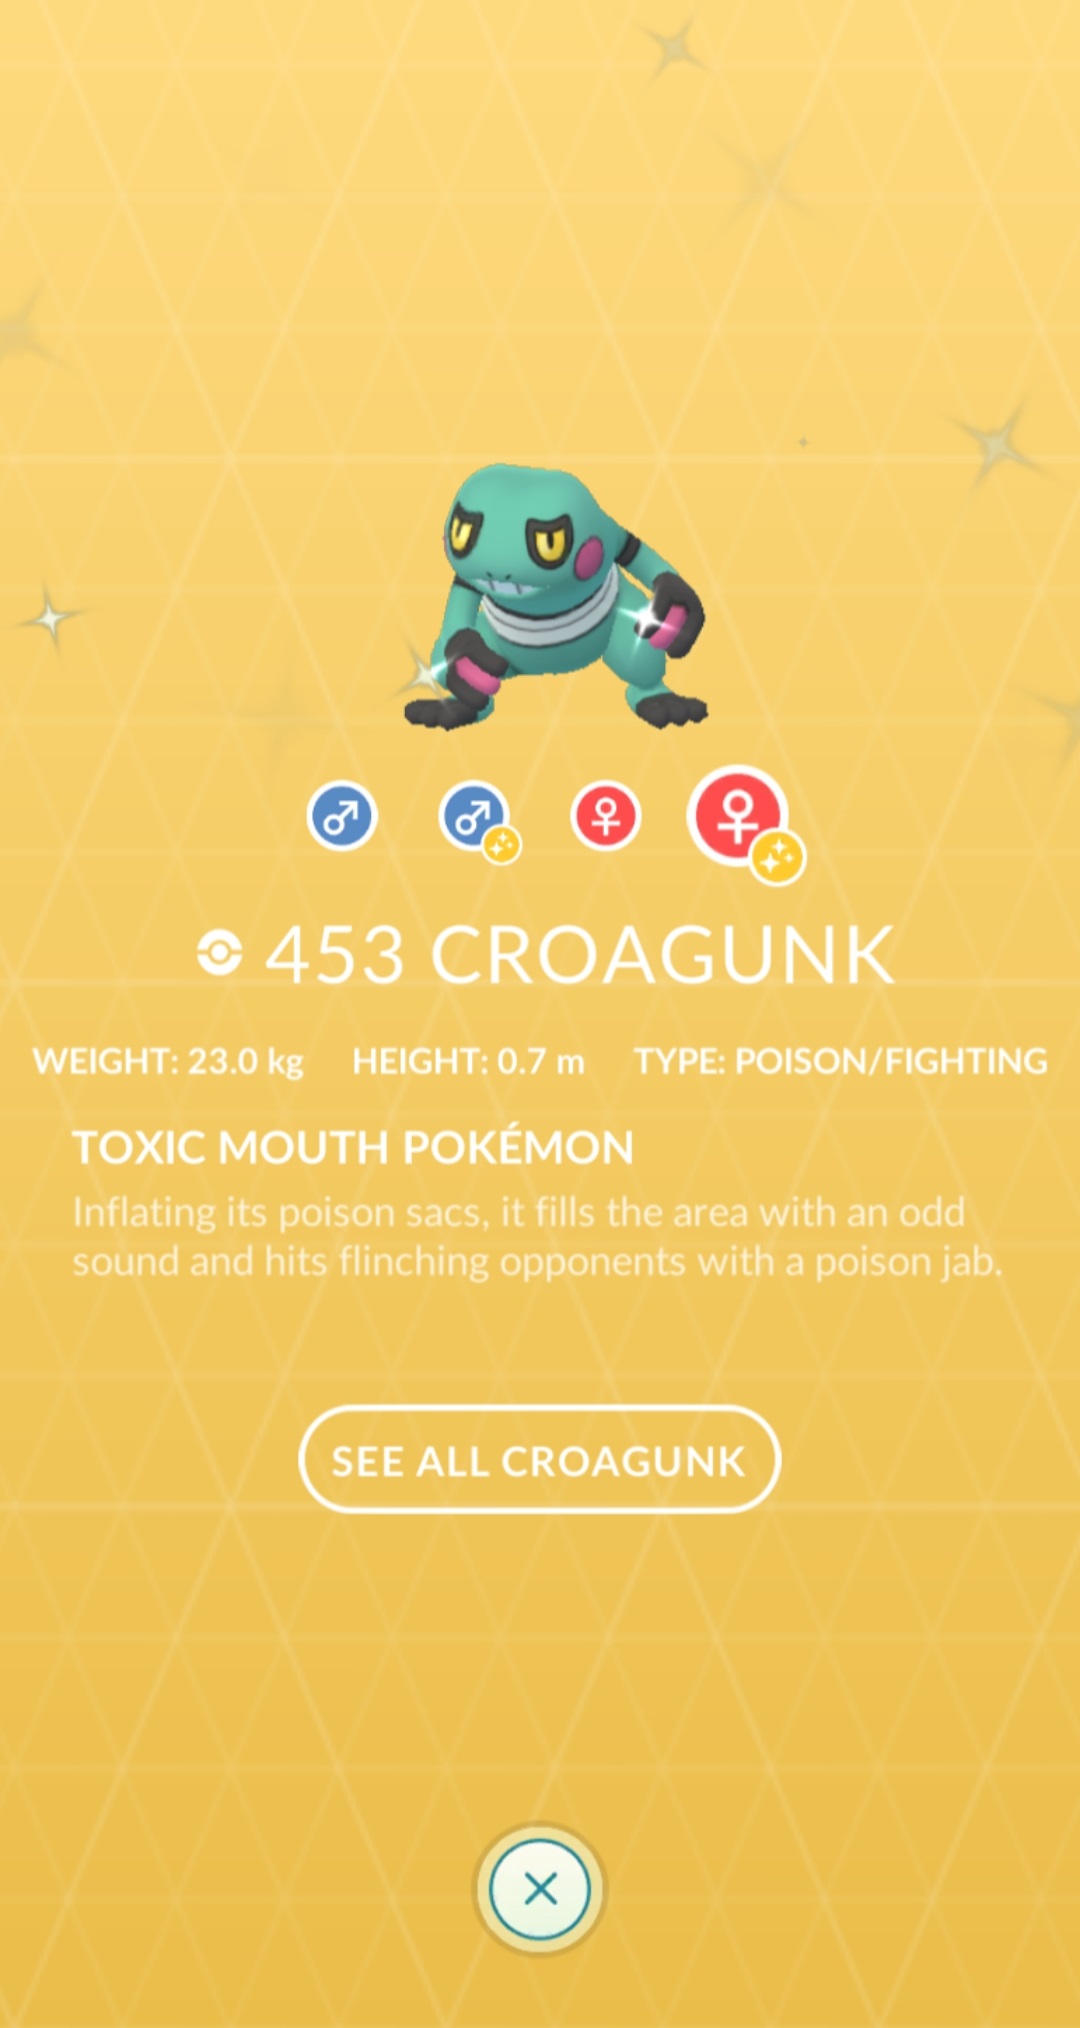 453 CROAGUNK
WEIGHT: 23.0 kg HEIGHT: 0.7 m TYPE: POISON/FIGHTING
TOXIC MOUTH POKÉMON
Inflating its poison sacs, it fills the area with an odd
sound and hits flinching opponents with a poison jab.
SEE ALL CROAGUNK